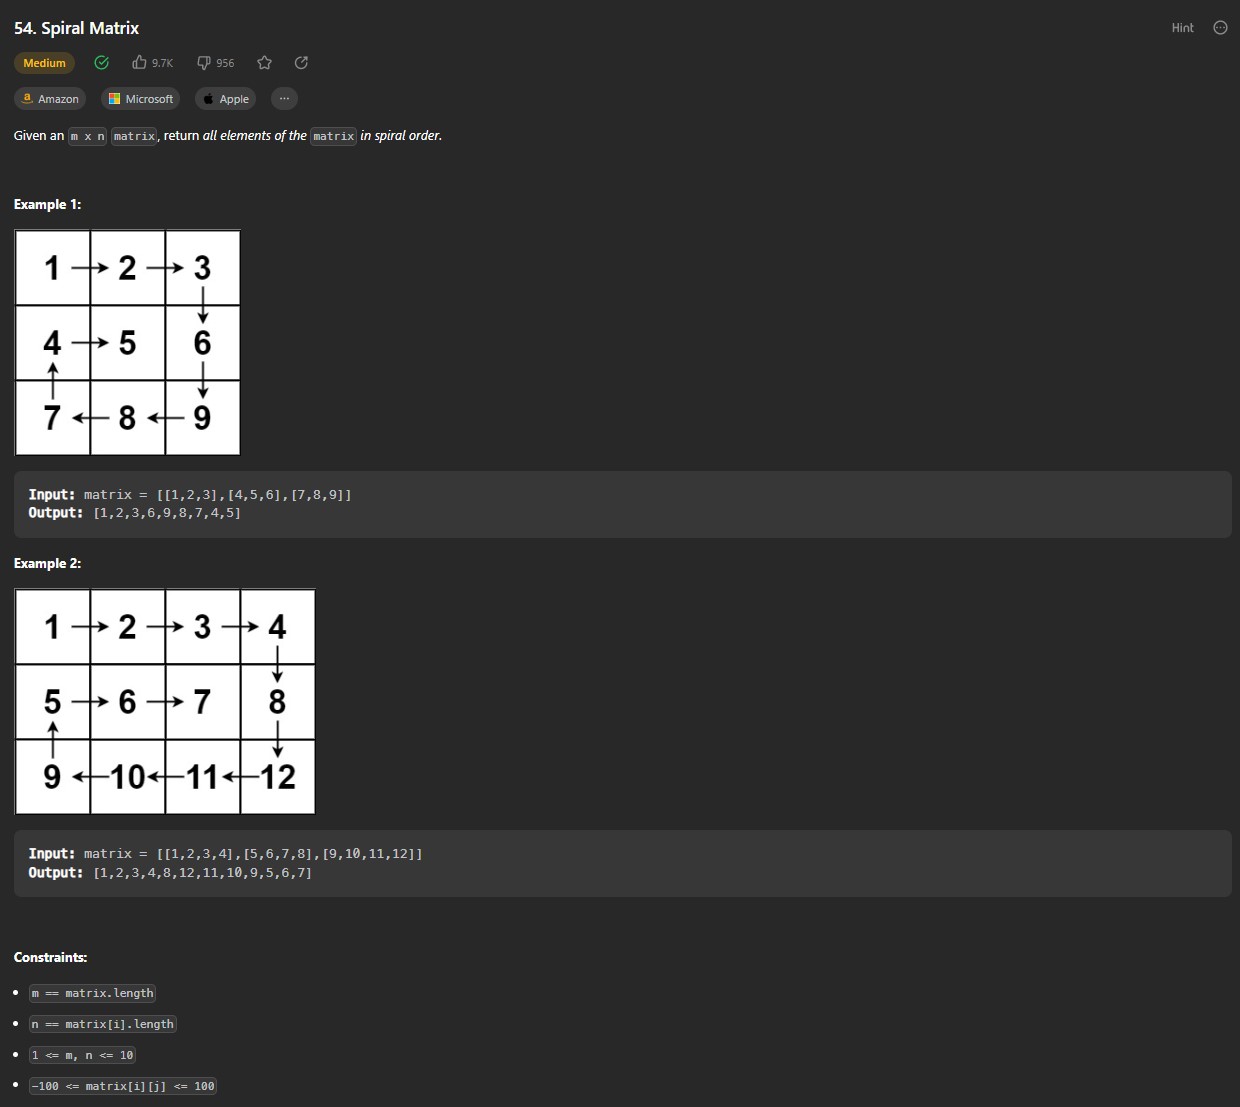 54. Spiral Matrix
Hint
Medium 9.7K 956
a Amazon Microsoft Apple ...
Given an m x n matrix, return all elements of the matrix in spiral order.
Example 1:
1 2 3
4 5 6
7 8 9
Input: matrix = [[1,2,3],[4,5,6],[7,8,9]]
Output: [1,2,3,6,9,8,7,4,5]
Example 2:
1 2 3 4
5 6 7 8
9 10 11 12
Input: matrix = [[1,2,3,4],[5,6,7,8],[9,10,11,12]]
Output: [1,2,3,4,8,12,11,10,9,5,6,7]
Constraints:
• m == matrix.length
• n == matrix[i].length
• 1 <= m, n <= 10
• -100 <= matrix[i][j] <= 100